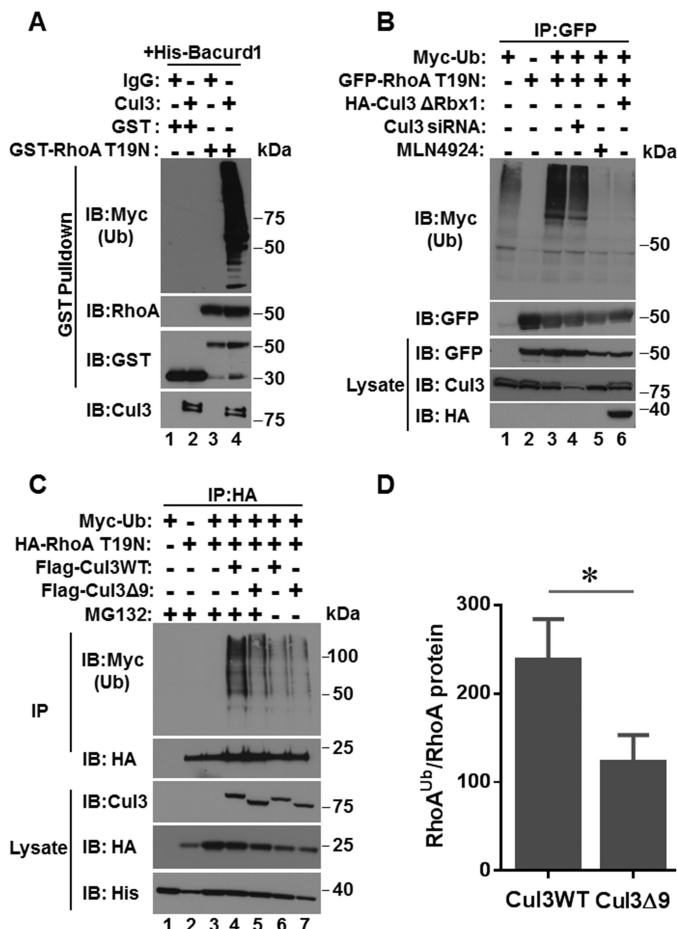 A
+His-Bacurd1
IgG: + - + -
Cul3: - + - +
GST: + + - -
GST-RhoA T19N: - - + + kDa
GST Pulldown
IB:Myc
(Ub)
-75
-50
IB:RhoA
-50
IB:GST
-50
-30
IB:Cul3
-75
1 2 3 4
B
IP:GFP
Myc-Ub: + - + + + +
GFP-RhoA T19N: - + + + + +
HA-Cul3 ΔRbx1: - - - - - +
Cul3 siRNA: - - - + - -
MLN4924: - - - - + - kDa
IB:Myc
(Ub)
-50
IB:GFP
-50
Lysate
IB: GFP
-50
IB: Cul3
-75
IB: HA
-40
1 2 3 4 5 6
C
IP:HA
Myc-Ub: + - + + + + +
HA-RhoA T19N: - + + + + + +
Flag-Cul3WT: - - - + - + -
Flag-Cul3Δ9: - - - - + - +
MG132: + + + + + - - kDa
IP
IB:Myc
(Ub)
-100
-50
IB: HA
-25
Lysate
IB:Cul3
-75
IB: HA
-25
IB: His
-40
1 2 3 4 5 6 7
D
*
RhoAUb/RhoA protein
300
200
100
0
Cul3WT Cul3Δ9